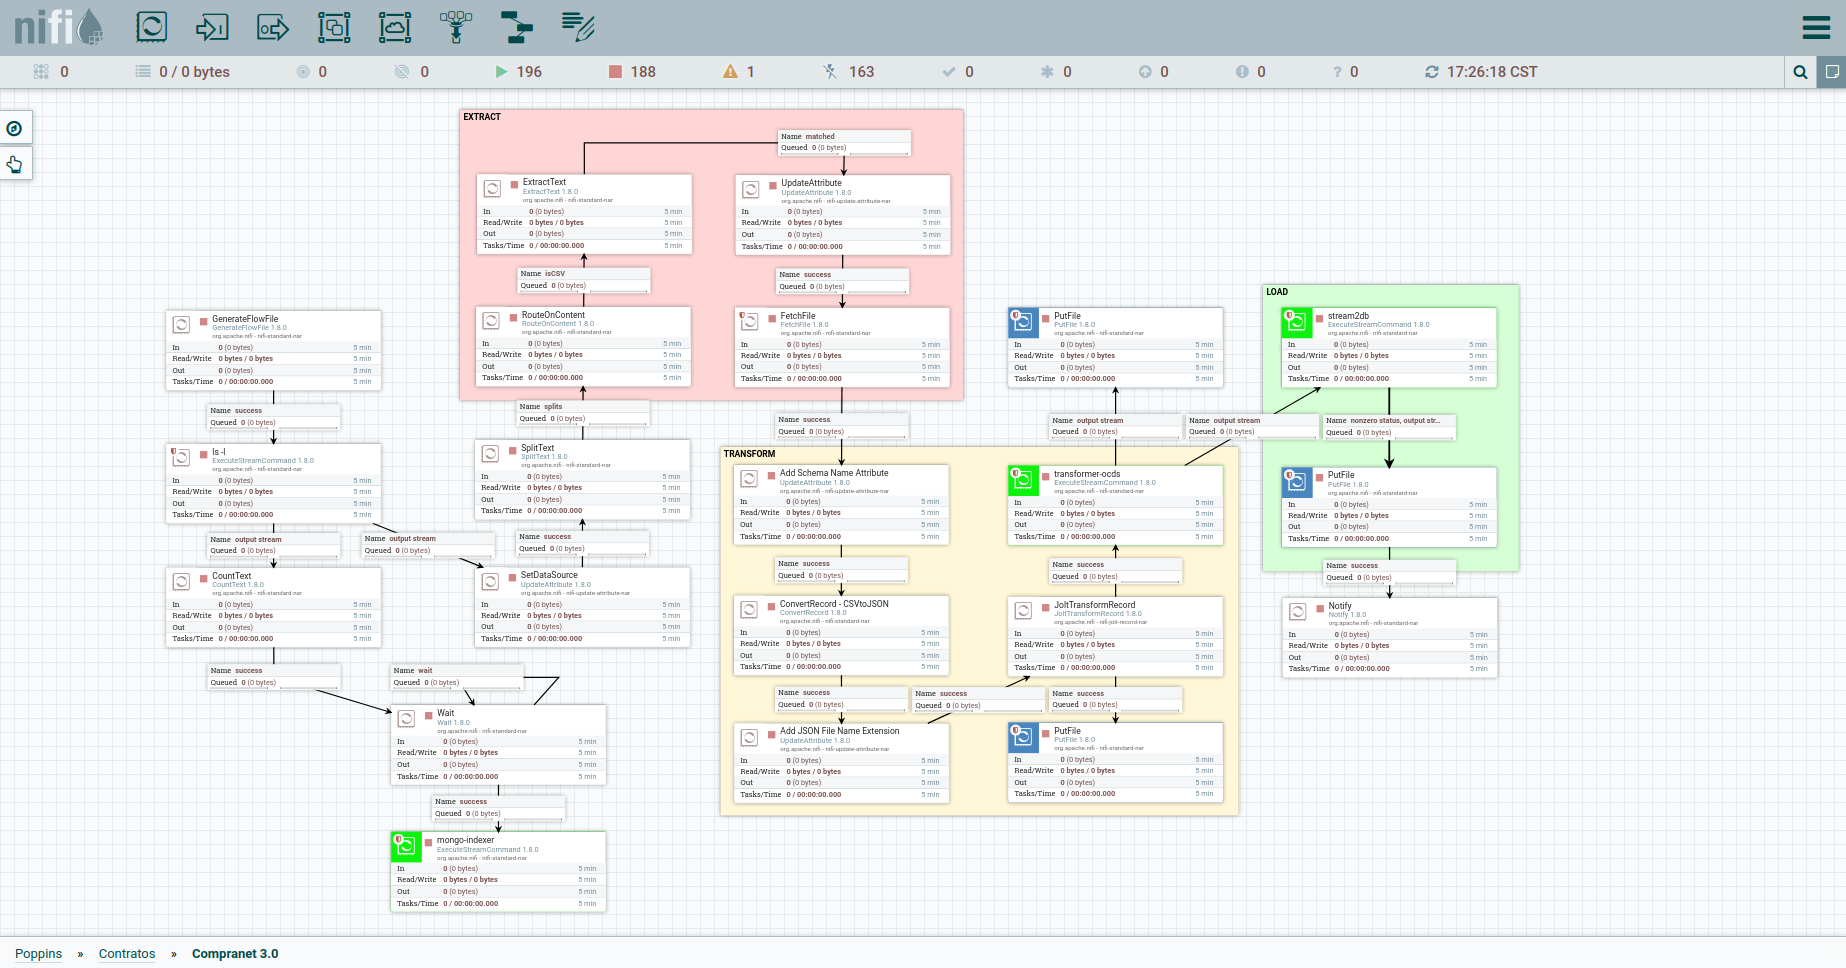 nifi
0
0 / 0 bytes
0
0
196
188
1
163
0
0
0
0
0
17:26:18 CST
EXTRACT
Name matched
Queued 0 (0 bytes)
ExtractText
ExtractText 1.8.0
org.apache.nifi - nifi-standard-nar
In 0 (0 bytes) 5 min
Read/Write 0 bytes / 0 bytes 5 min
Out 0 (0 bytes) 5 min
Tasks/Time 0 / 00:00:00.000 5 min
UpdateAttribute
UpdateAttribute 1.8.0
org.apache.nifi - nifi-update-attribute-nar
In 0 (0 bytes) 5 min
Read/Write 0 bytes / 0 bytes 5 min
Out 0 (0 bytes) 5 min
Tasks/Time 0 / 00:00:00.000 5 min
Name isCSV
Queued 0 (0 bytes)
Name success
Queued 0 (0 bytes)
RouteOnContent
RouteOnContent 1.8.0
org.apache.nifi - nifi-standard-nar
In 0 (0 bytes) 5 min
Read/Write 0 bytes / 0 bytes 5 min
Out 0 (0 bytes) 5 min
Tasks/Time 0 / 00:00:00.000 5 min
FetchFile
FetchFile 1.8.0
org.apache.nifi - nifi-standard-nar
In 0 (0 bytes) 5 min
Read/Write 0 bytes / 0 bytes 5 min
Out 0 (0 bytes) 5 min
Tasks/Time 0 / 00:00:00.000 5 min
GenerateFlowFile
GenerateFlowFile 1.8.0
org.apache.nifi - nifi-standard-nar
In 0 (0 bytes) 5 min
Read/Write 0 bytes / 0 bytes 5 min
Out 0 (0 bytes) 5 min
Tasks/Time 0 / 00:00:00.000 5 min
Name success
Queued 0 (0 bytes)
ls -l
ExecuteStreamCommand 1.8.0
org.apache.nifi - nifi-standard-nar
In 0 (0 bytes) 5 min
Read/Write 0 bytes / 0 bytes 5 min
Out 0 (0 bytes) 5 min
Tasks/Time 0 / 00:00:00.000 5 min
Name output stream
Queued 0 (0 bytes)
Name output stream
Queued 0 (0 bytes)
CountText
CountText 1.8.0
org.apache.nifi - nifi-standard-nar
In 0 (0 bytes) 5 min
Read/Write 0 bytes / 0 bytes 5 min
Out 0 (0 bytes) 5 min
Tasks/Time 0 / 00:00:00.000 5 min
Name splits
Queued 0 (0 bytes)
SplitText
SplitText 1.8.0
org.apache.nifi - nifi-standard-nar
In 0 (0 bytes) 5 min
Read/Write 0 bytes / 0 bytes 5 min
Out 0 (0 bytes) 5 min
Tasks/Time 0 / 00:00:00.000 5 min
Name success
Queued 0 (0 bytes)
SetDataSource
UpdateAttribute 1.8.0
org.apache.nifi - nifi-update-attribute-nar
In 0 (0 bytes) 5 min
Read/Write 0 bytes / 0 bytes 5 min
Out 0 (0 bytes) 5 min
Tasks/Time 0 / 00:00:00.000 5 min
Name success
Queued 0 (0 bytes)
Name wait
Queued 0 (0 bytes)
Wait
Wait 1.8.0
org.apache.nifi - nifi-standard-nar
In 0 (0 bytes) 5 min
Read/Write 0 bytes / 0 bytes 5 min
Out 0 (0 bytes) 5 min
Tasks/Time 0 / 00:00:00.000 5 min
Name success
Queued 0 (0 bytes)
mongo-indexer
ExecuteStreamCommand 1.8.0
org.apache.nifi - nifi-standard-nar
In 0 (0 bytes) 5 min
Read/Write 0 bytes / 0 bytes 5 min
Out 0 (0 bytes) 5 min
Tasks/Time 0 / 00:00:00.000 5 min
Name success
Queued 0 (0 bytes)
TRANSFORM
Add Schema Name Attribute
UpdateAttribute 1.8.0
org.apache.nifi - nifi-update-attribute-nar
In 0 (0 bytes) 5 min
Read/Write 0 bytes / 0 bytes 5 min
Out 0 (0 bytes) 5 min
Tasks/Time 0 / 00:00:00.000 5 min
Name success
Queued 0 (0 bytes)
ConvertRecord - CSVtoJSON
ConvertRecord 1.8.0
org.apache.nifi - nifi-standard-nar
In 0 (0 bytes) 5 min
Read/Write 0 bytes / 0 bytes 5 min
Out 0 (0 bytes) 5 min
Tasks/Time 0 / 00:00:00.000 5 min
Name success
Queued 0 (0 bytes)
Name success
Queued 0 (0 bytes)
Name success
Queued 0 (0 bytes)
Add JSON File Name Extension
UpdateAttribute 1.8.0
org.apache.nifi - nifi-update-attribute-nar
In 0 (0 bytes) 5 min
Read/Write 0 bytes / 0 bytes 5 min
Out 0 (0 bytes) 5 min
Tasks/Time 0 / 00:00:00.000 5 min
PutFile
PutFile 1.8.0
org.apache.nifi - nifi-standard-nar
In 0 (0 bytes) 5 min
Read/Write 0 bytes / 0 bytes 5 min
Out 0 (0 bytes) 5 min
Tasks/Time 0 / 00:00:00.000 5 min
Name output stream
Queued 0 (0 bytes)
Name output stream
Queued 0 (0 bytes)
transformer-ocds
ExecuteStreamCommand 1.8.0
org.apache.nifi - nifi-standard-nar
In 0 (0 bytes) 5 min
Read/Write 0 bytes / 0 bytes 5 min
Out 0 (0 bytes) 5 min
Tasks/Time 0 / 00:00:00.000 5 min
Name success
Queued 0 (0 bytes)
JoltTransformRecord
JoltTransformRecord 1.8.0
org.apache.nifi - nifi-jolt-record-nar
In 0 (0 bytes) 5 min
Read/Write 0 bytes / 0 bytes 5 min
Out 0 (0 bytes) 5 min
Tasks/Time 0 / 00:00:00.000 5 min
PutFile
PutFile 1.8.0
org.apache.nifi - nifi-standard-nar
In 0 (0 bytes) 5 min
Read/Write 0 bytes / 0 bytes 5 min
Out 0 (0 bytes) 5 min
Tasks/Time 0 / 00:00:00.000 5 min
LOAD
stream2db
ExecuteStreamCommand 1.8.0
org.apache.nifi - nifi-standard-nar
In 0 (0 bytes) 5 min
Read/Write 0 bytes / 0 bytes 5 min
Out 0 (0 bytes) 5 min
Tasks/Time 0 / 00:00:00.000 5 min
Name nonzero status, output str...
Queued 0 (0 bytes)
PutFile
PutFile 1.8.0
org.apache.nifi - nifi-standard-nar
In 0 (0 bytes) 5 min
Read/Write 0 bytes / 0 bytes 5 min
Out 0 (0 bytes) 5 min
Tasks/Time 0 / 00:00:00.000 5 min
Name success
Queued 0 (0 bytes)
Notify
Notify 1.8.0
org.apache.nifi - nifi-standard-nar
In 0 (0 bytes) 5 min
Read/Write 0 bytes / 0 bytes 5 min
Out 0 (0 bytes) 5 min
Tasks/Time 0 / 00:00:00.000 5 min
Poppins » Contratos » Compranet 3.0